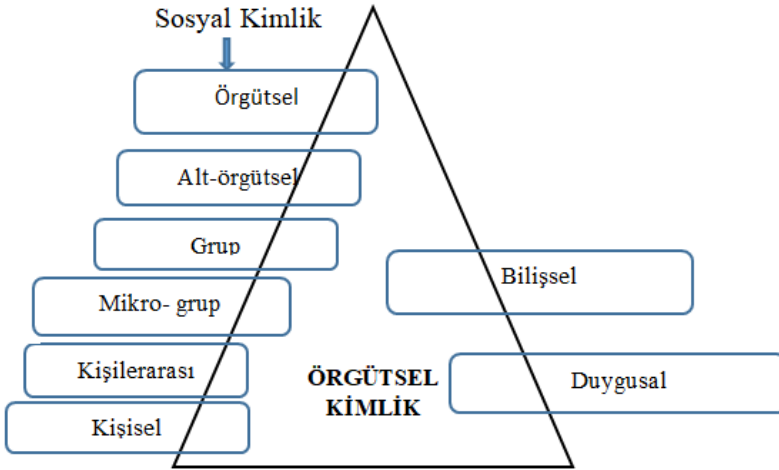 Sosyal Kimlik
Örgütsel
Alt-örgütsel
Grup
Mikro- grup
Kişilerarası
Kişisel
Bilişsel
Duygusal
ÖRGÜTSEL
KİMLİK